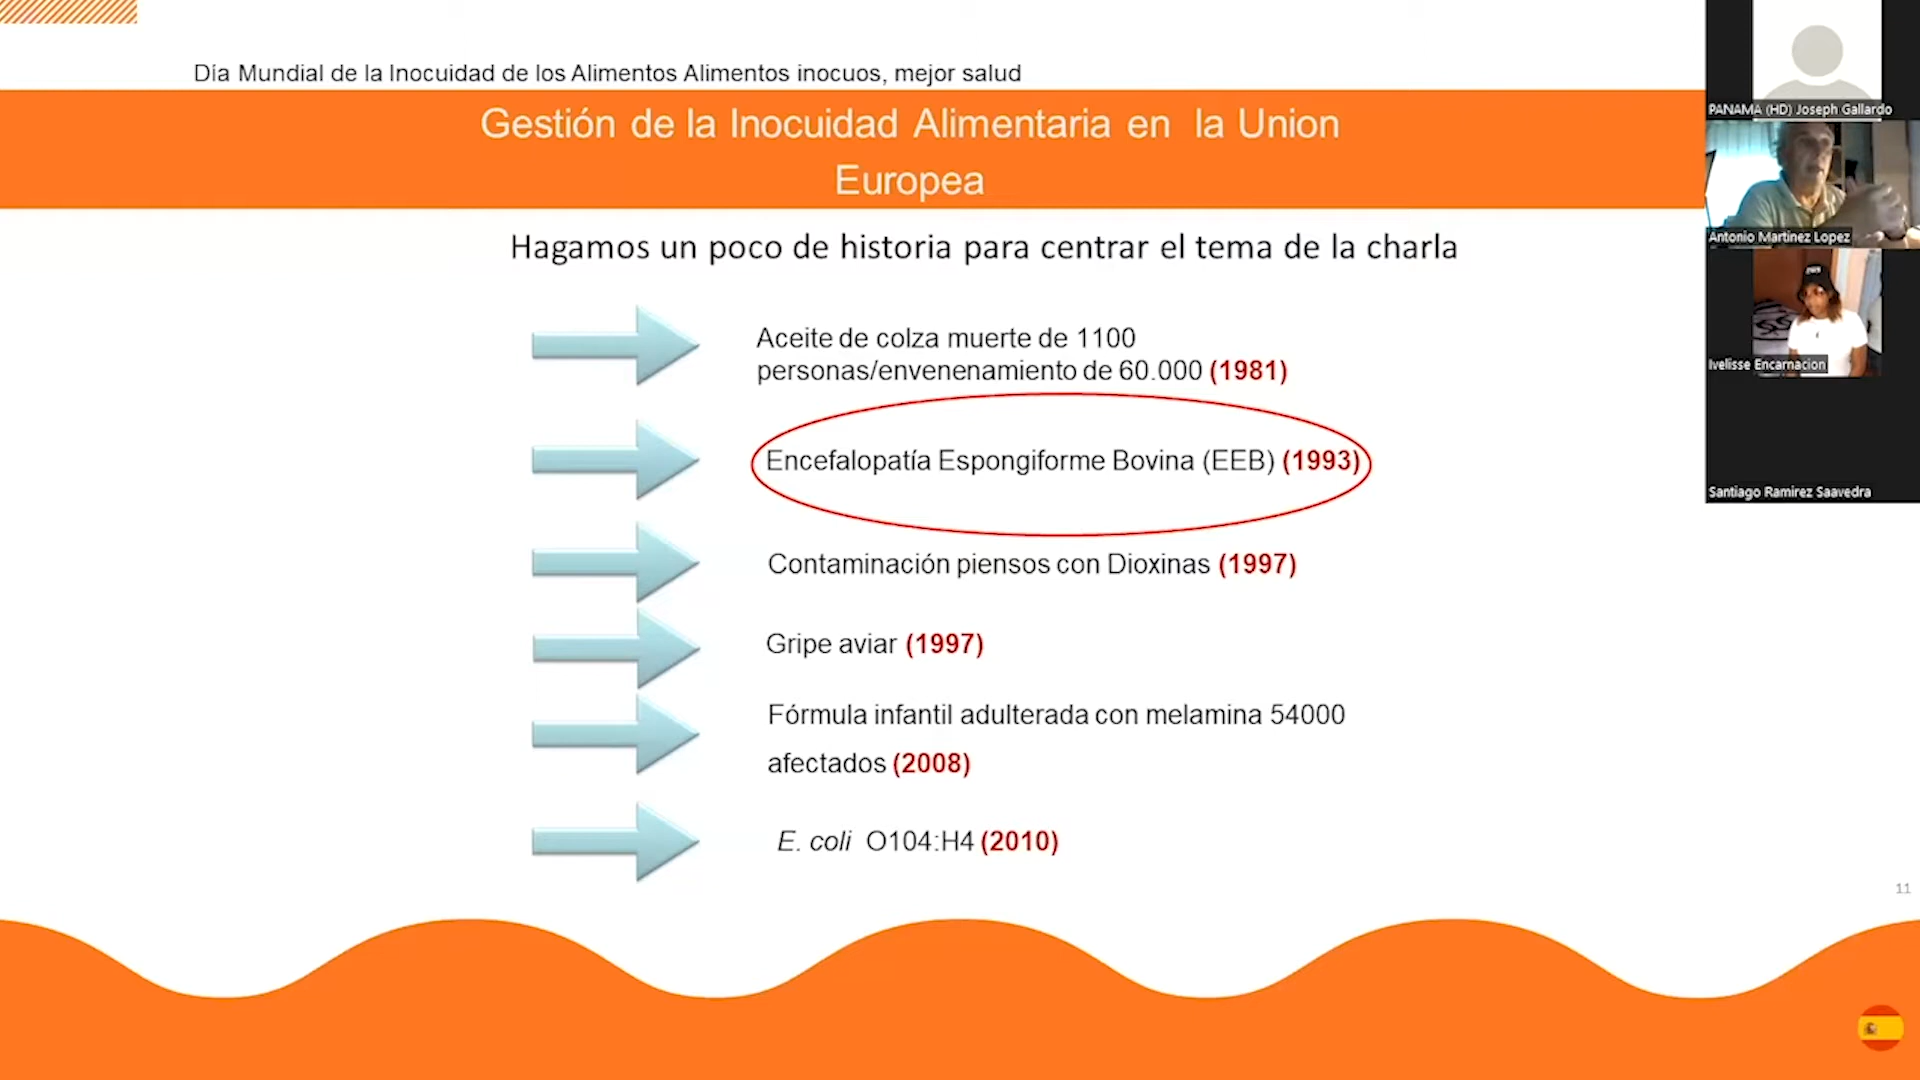 Día Mundial de la Inocuidad de los Alimentos Alimentos inocuos, mejor salud
Gestión de la Inocuidad Alimentaria en la Union
Europea
Hagamos un poco de historia para centrar el tema de la charla
Aceite de colza muerte de 1100
personas/envenenamiento de 60.000 (1981)
Encefalopatía Espongiforme Bovina (EEB) (1993)
Contaminación piensos con Dioxinas (1997)
Gripe aviar (1997)
Fórmula infantil adulterada con melamina 54000
afectados (2008)
E. coli O104:H4 (2010)
11
PANAMA (HD) Joseph Gallardo
Antonio Martinez Lopez
Ivelisse Encarnacion
Santiago Ramirez Saavedra